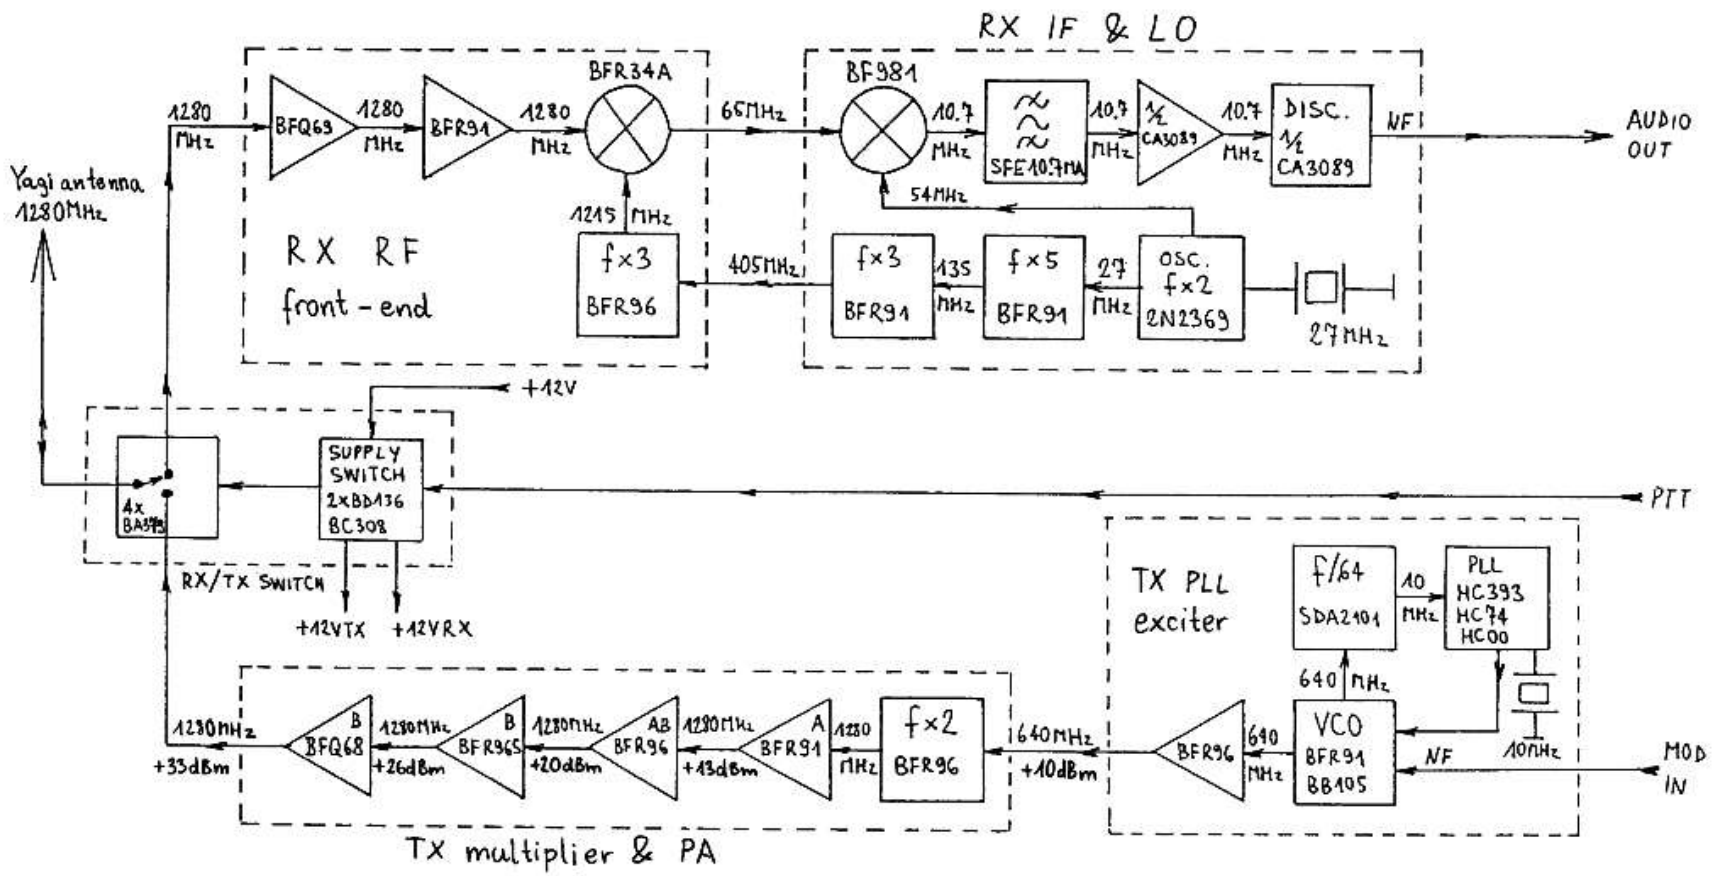 RX IF & LO
BFR34A
BF981
1280
MHz
BFQ69
1280
MHz
BFR91
1280
MHz
65MHz
10.7
MHz
SFE10.7MA
10.7
MHz
1/2
CA3089
10.7
MHz
DISC.
1/2
CA3089
NF
AUDIO
OUT
Yagi antenna
1280MHz
1215 MHz
54MHz
RX RF
front-end
f×3
BFR96
405MHz
f×3
BFR91
135
MHz
f×5
BFR91
27
MHz
OSC.
f×2
2N2369
27MHz
+12V
SUPPLY
SWITCH
2xBD136
BC308
4x
BA379
PTT
RX/TX SWITCH
+12VTX
+12VRX
TX PLL
exciter
f/64
SDA2101
10
MHz
PLL
HC393
HC74
HC00
640 MHz
10MHz
1280MHz
+33dBm
B
BFQ68
1280MHz
+26dBm
B
BFR96S
1280MHz
+20dBm
AB
BFR96
1280MHz
+13dBm
A
BFR91
1280
MHz
f×2
BFR96
640MHz
+10dBm
BFR96
640
MHz
VCO
BFR91
BB105
NF
MOD
IN
TX multiplier & PA